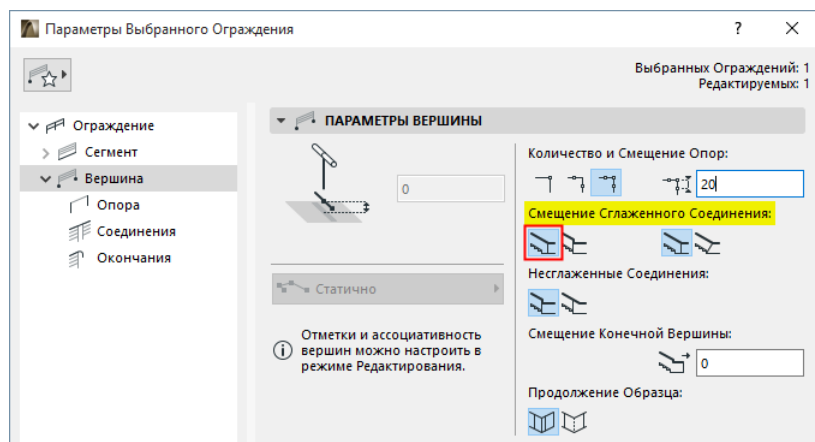 Параметры Выбранного Ограждения
?
Выбранных Ограждений: 1
Редактируемых: 1
Ограждение
Сегмент
Вершина
Опора
Соединения
Окончания
ПАРАМЕТРЫ ВЕРШИНЫ
0
Статично
Отметки и ассоциативность
вершин можно настроить в
режиме Редактирования.
Количество и Смещение Опор:
20
Смещение Сглаженного Соединения:
Несглаженные Соединения:
Смещение Конечной Вершины:
0
Продолжение Образца: